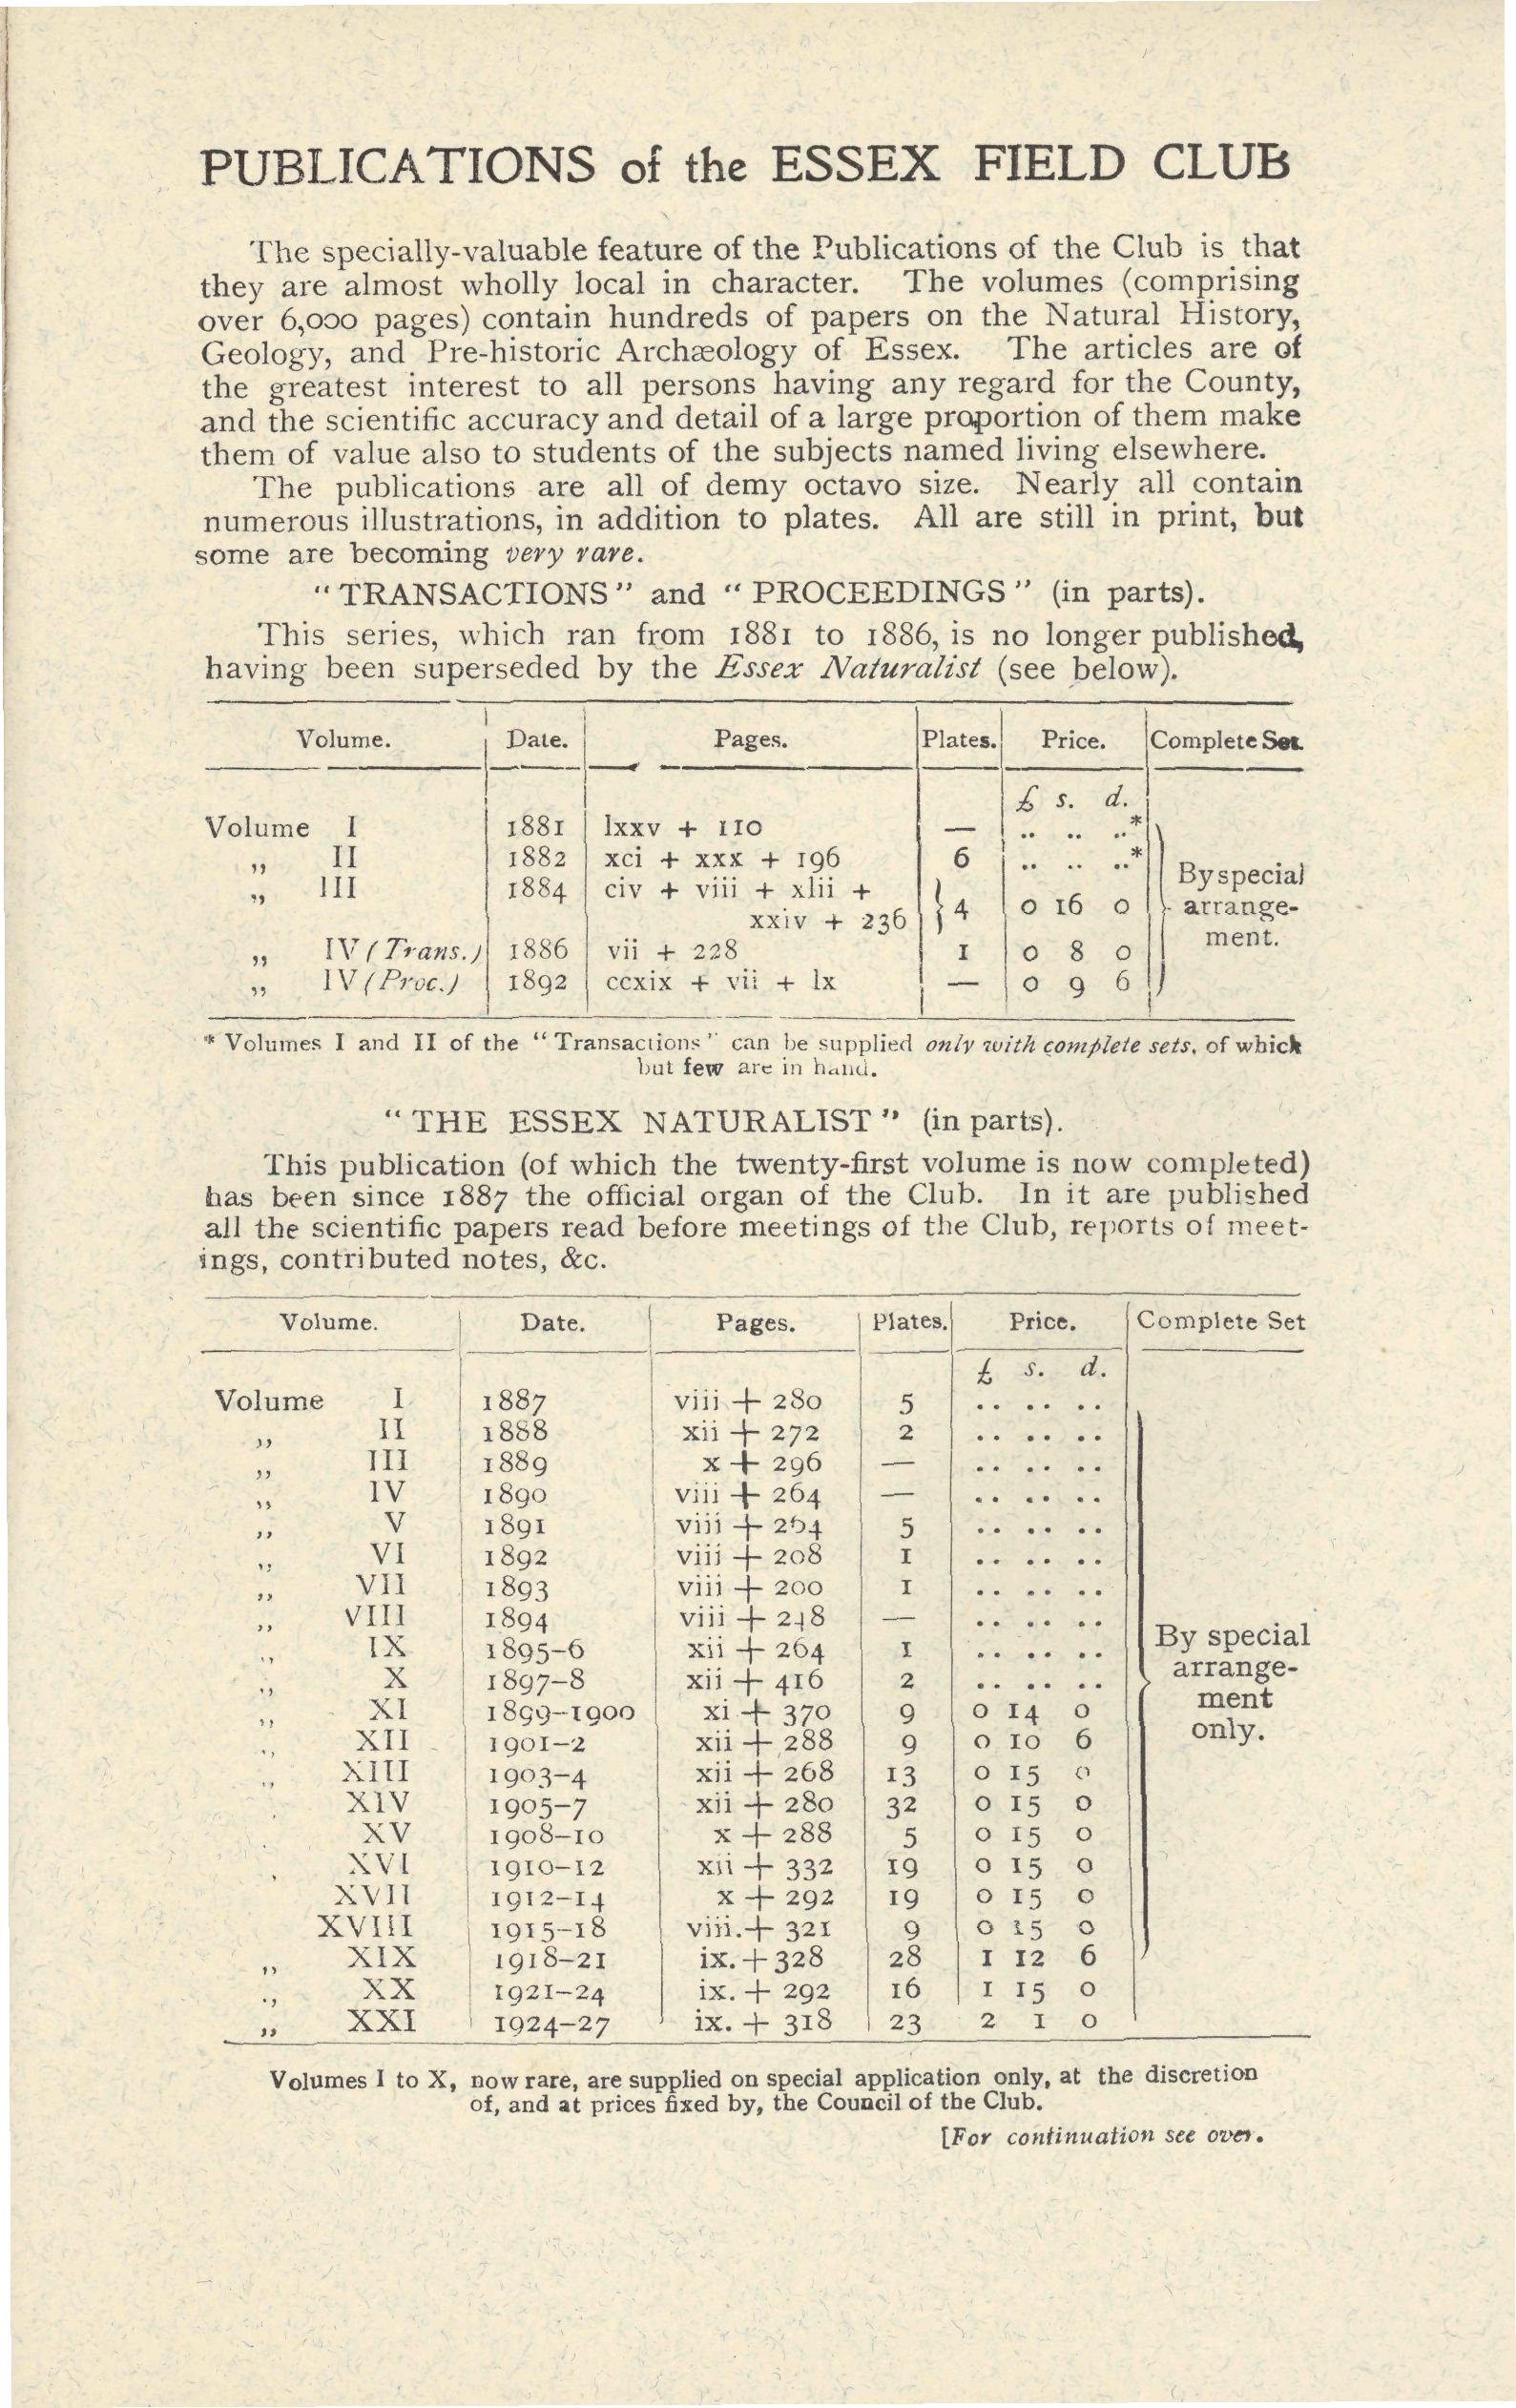 PUBLICATIONS of the ESSEX FIELD CLUB
The specially-valuable feature of the Publications of the Club is that
they are almost wholly local in character. The volumes (comprising
over 6,000 pages) contain hundreds of papers on the Natural History,
Geology, and Pre-historic Archæology of Essex. The articles are of
the greatest interest to all persons having any regard for the County,
and the scientific accuracy and detail of a large proportion of them make
them of value also to students of the subjects named living elsewhere.
The publications are all of demy octavo size. Nearly all contain
numerous illustrations, in addition to plates. All are still in print, but
some are becoming very rare.
"TRANSACTIONS" and "PROCEEDINGS" (in parts).
This series, which ran from 1881 to 1886, is no longer published,
having been superseded by the Essex Naturalist (see below).
Volume. Date. Pages. Plates. Price. Complete Set.
£ s. d.
Volume I 1881 lxxv + 110 — .. .. ..*
„ II 1882 xci + xxx + 196 6 .. .. ..*
„ III 1884 civ + viii + xlii +
xxiv + 236 } 4 0 16 0
By special
arrange-
ment.
„ IV (Trans.) 1886 vii + 228 1 0 8 0
„ IV (Proc.) 1892 ccxix + vii + lx — 0 9 6
* Volumes I and II of the "Transactions" can be supplied only with complete sets, of which
but few are in hand.
"THE ESSEX NATURALIST" (in parts).
This publication (of which the twenty-first volume is now completed)
has been since 1887 the official organ of the Club. In it are published
all the scientific papers read before meetings of the Club, reports of meet-
ings, contributed notes, &c.
Volume. Date. Pages. Plates. Price. Complete Set
£ s. d.
Volume I 1887 viii + 280 5 .. .. ..
„ II 1888 xii + 272 2 .. .. ..
„ III 1889 x + 296 — .. .. ..
„ IV 1890 viii + 264 — .. .. ..
„ V 1891 viii + 5 .. .. ..
„ VI 1892 viii + 208 1 .. .. ..
„ VII 1893 viii + 200 1 .. .. ..
„ VIII 1894 viii + — .. .. ..
„ IX 1895-6 xii + 264 1 .. .. ..
„ X 1897-8 xii + 416 2 .. .. ..
„ XI 1899-1900 xi + 370 9 0 14 0
„ XII 1901-2 xii + 288 9 0 10 6
„ XIII 1903-4 xii + 268 13 0 15 0
XIV 1905-7 xii + 280 32 0 15 0
XV 1908-10 x + 288 5 0 15 0
XVI 1910-12 xii + 332 19 0 15 0
XVII 1912-14 x + 292 19 0 15 0
XVIII 1915-18 viii. + 321 9 0 15 0
„ XIX 1918-21 ix. + 328 28 1 12 6
„ XX 1921-24 ix. + 292 16 1 15 0
„ XXI 1924-27 ix. + 318 23 2 1 0
By special
arrange-
ment
only.
Volumes I to X, now rare, are supplied on special application only, at the discretion
of, and at prices fixed by, the Council of the Club.
[For continuation see over.